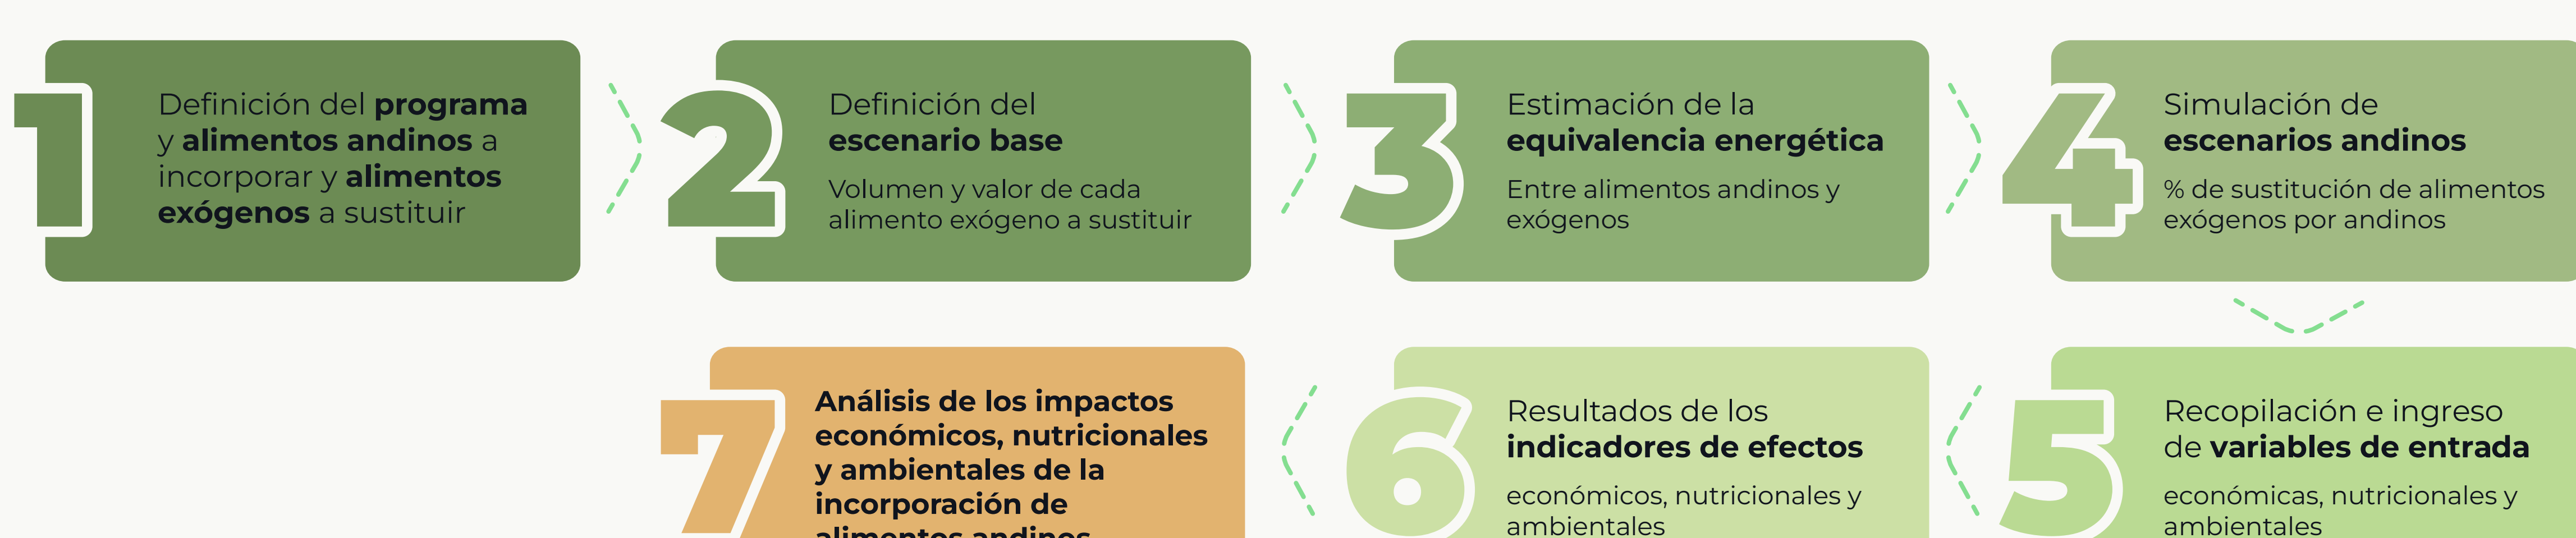 1
Definición del programa
y alimentos andinos a
incorporar y alimentos
exógenos a sustituir
2
Definición del
escenario base
Volumen y valor de cada
alimento exógeno a sustituir
3
Estimación de la
equivalencia energética
Entre alimentos andinos y
exógenos
4
Simulación de
escenarios andinos
% de sustitución de alimentos
exógenos por andinos
5
Recopilación e ingreso
de variables de entrada
económicas, nutricionales y
ambientales
6
Resultados de los
indicadores de efectos
económicos, nutricionales y
ambientales
7
Análisis de los impactos
económicos, nutricionales
y ambientales de la
incorporación de
alimentos andinos